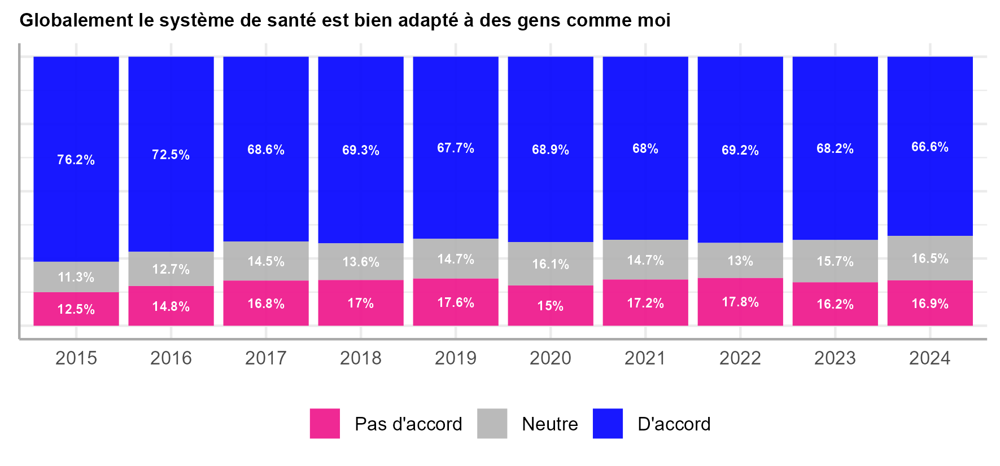 Globalement le système de santé est bien adapté à des gens comme moi
76.2% 72.5% 68.6% 69.3% 67.7% 68.9% 68% 69.2% 68.2% 66.6%
11.3% 12.7% 14.5% 13.6% 14.7% 16.1% 14.7% 13% 15.7% 16.5%
12.5% 14.8% 16.8% 17% 17.6% 15% 17.2% 17.8% 16.2% 16.9%
2015 2016 2017 2018 2019 2020 2021 2022 2023 2024
Pas d'accord Neutre D'accord